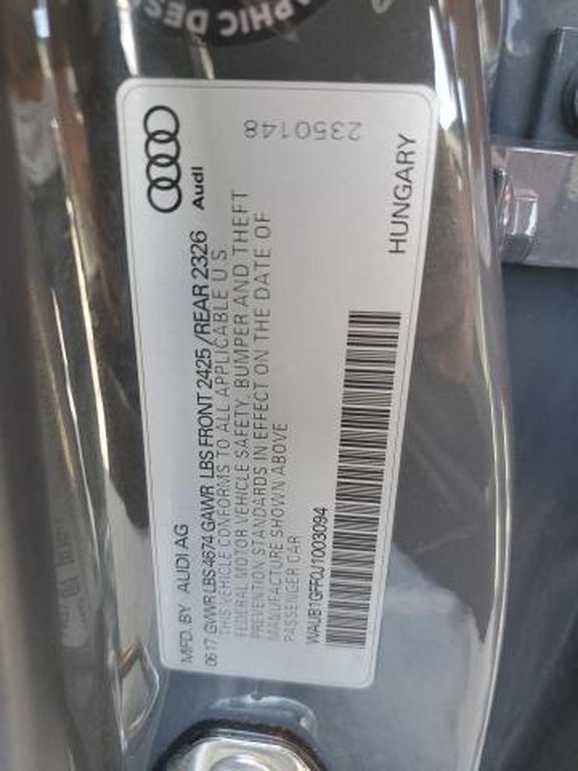 MFD. BY AUDI AG
06 17 GVWR LBS 4674 GAWR LBS FRONT 2425 / REAR 2326
THIS VEHICLE CONFORMS TO ALL APPLICABLE U S
FEDERAL MOTOR VEHICLE SAFETY, BUMPER AND THEFT
PREVENTION STANDARDS IN EFFECT ON THE DATE OF
MANUFACTURE SHOWN ABOVE
PASSENGER CAR
WAUB1GFF0J1003094
Audi
2350148
HUNGARY